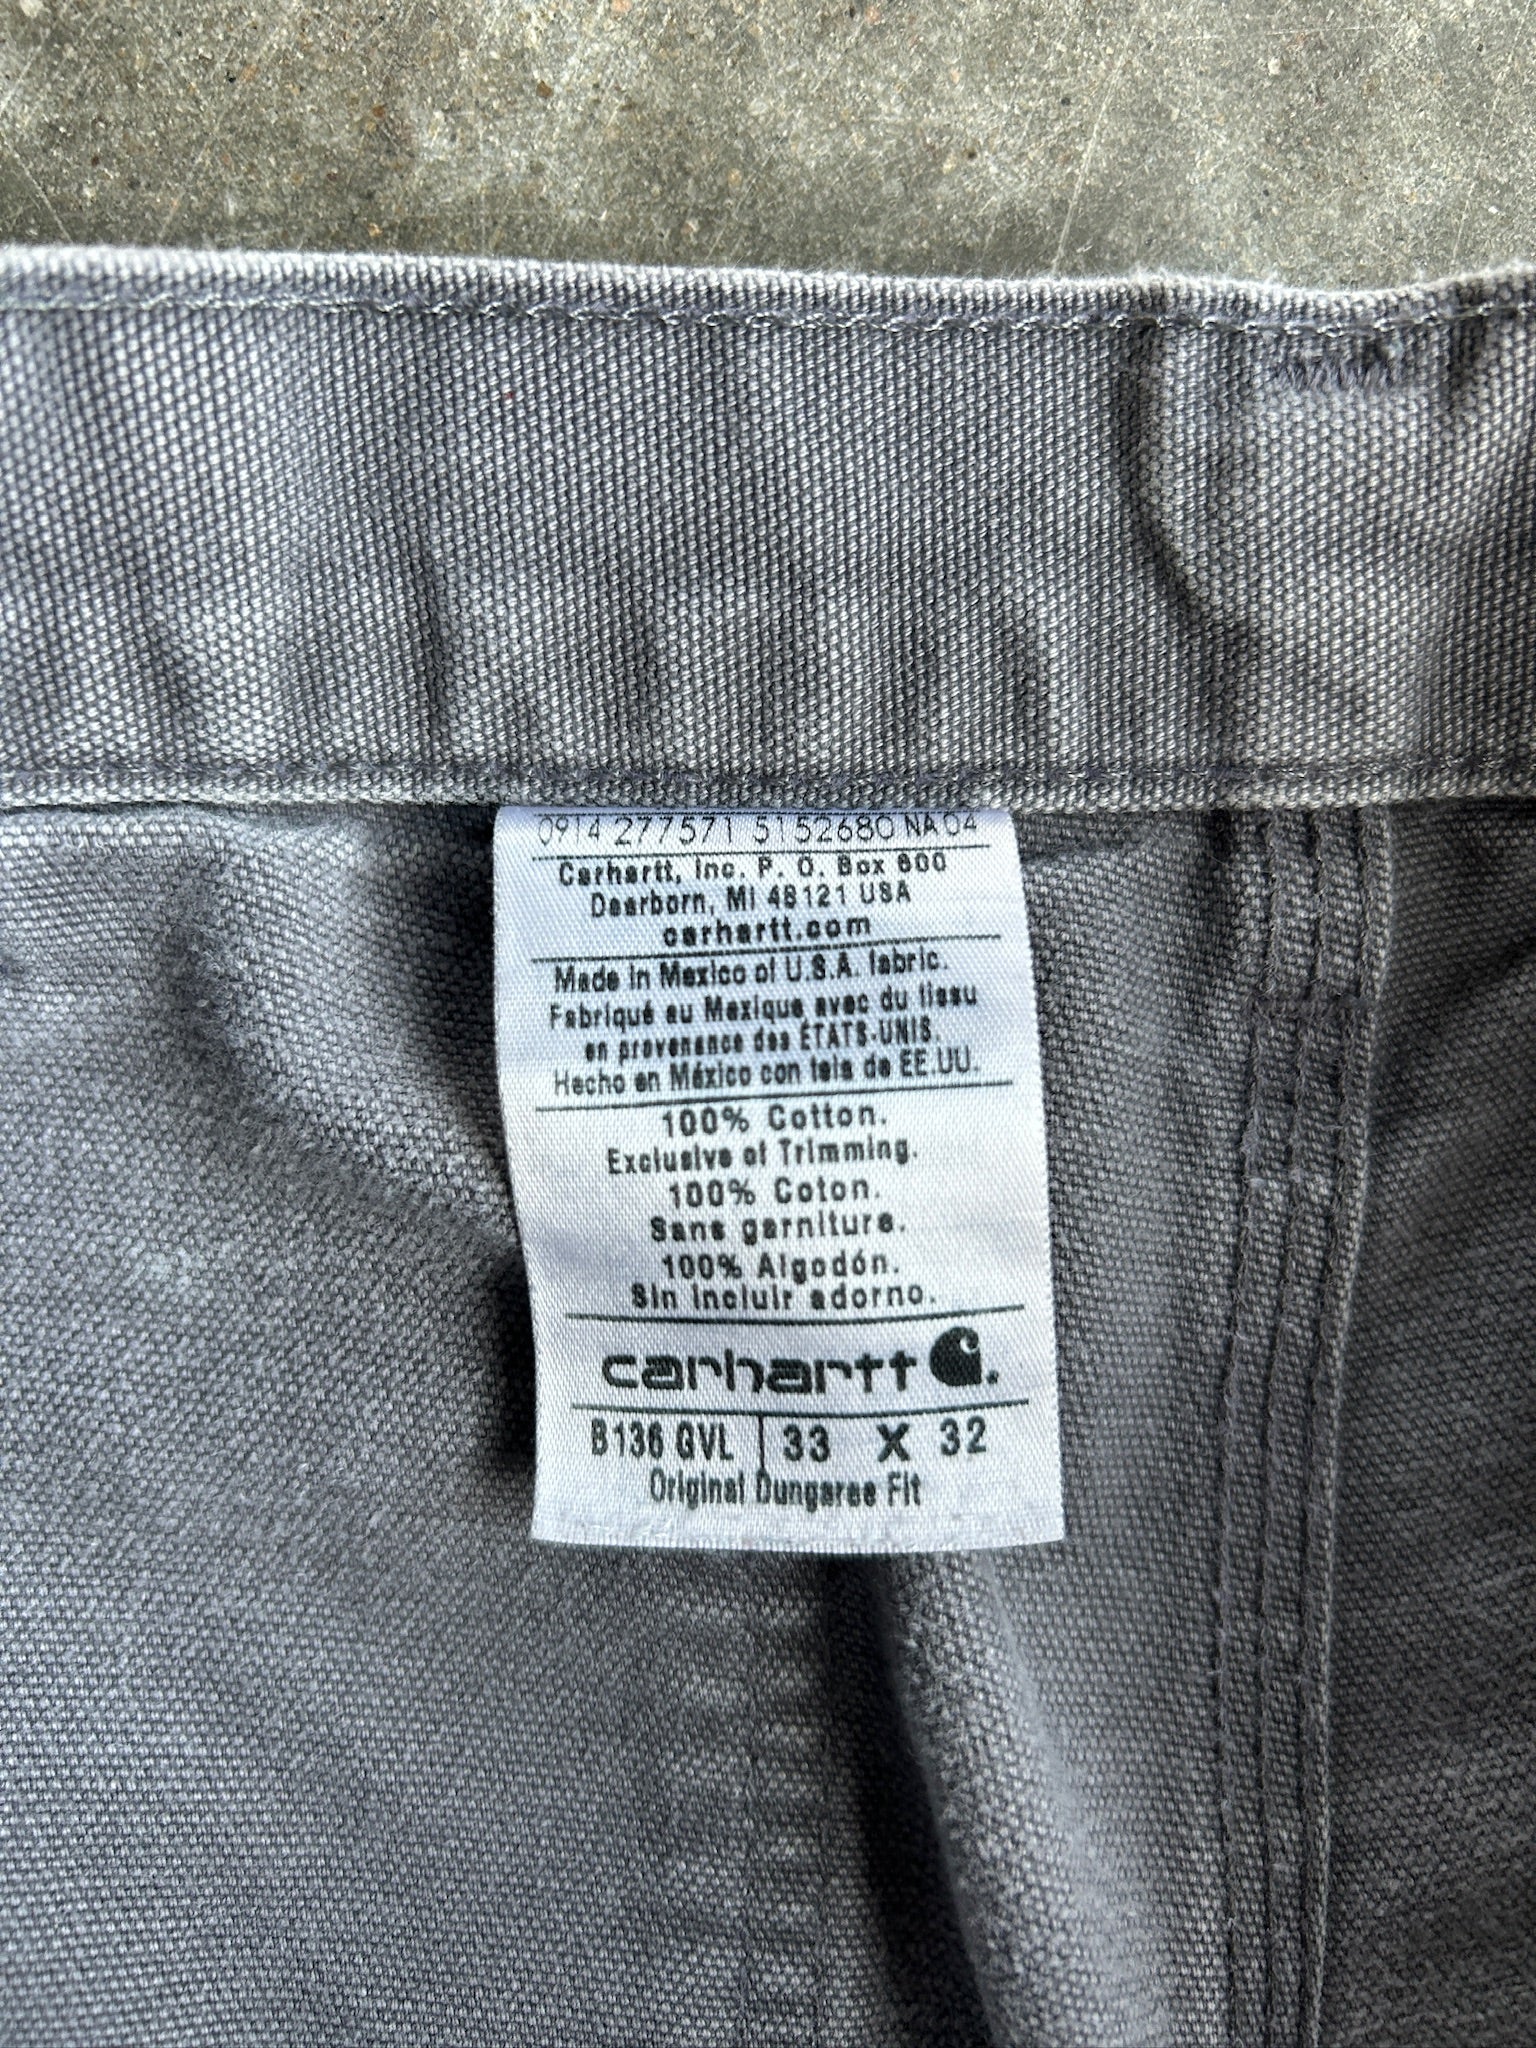 0914 277571 5152680 NA 04
Carhartt, Inc. P. O. Box 600
Dearborn, MI 48121 USA
carhartt.com
Made in Mexico of U.S.A. fabric.
Fabriqué au Mexique avec du tissu
en provenance des ÉTATS-UNIS.
Hecho en México con tela de EE.UU.
100% Cotton.
Exclusive of Trimming.
100% Coton.
Sans garniture.
100% Algodón.
Sin incluir adorno.
carhartt
B136 GVL 33 X 32
Original Dungaree Fit